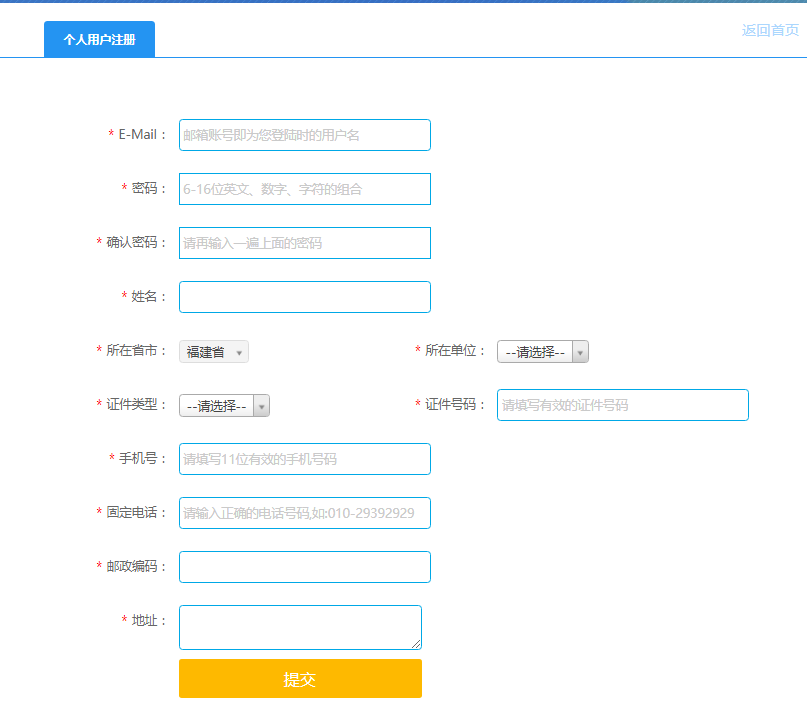 个人用户注册
返回首页
* E-Mail： 邮箱账号即为您登陆时的用户名
* 密码： 6-16位英文、数字、字符的组合
* 确认密码： 请再输入一遍上面的密码
* 姓名：
* 所在省市： 福建省 * 所在单位： --请选择--
* 证件类型： --请选择-- * 证件号码： 请填写有效的证件号码
* 手机号： 请填写11位有效的手机号码
* 固定电话： 请输入正确的电话号码,如:010-29392929
* 邮政编码：
* 地址：
提交